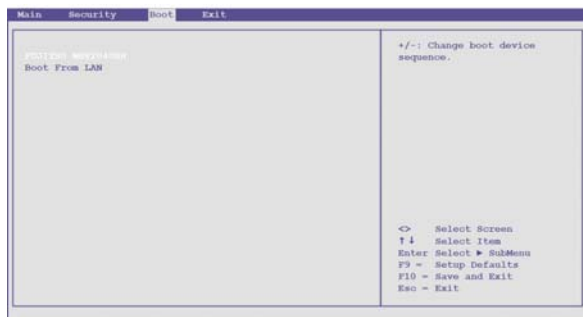 Main Security Boot Exit
Boot From LAN
+/-: Change boot device
sequence.
<> Select Screen
↑↓ Select Item
Enter Select ► SubMenu
F9 = Setup Defaults
F10 = Save and Exit
Esc = Exit